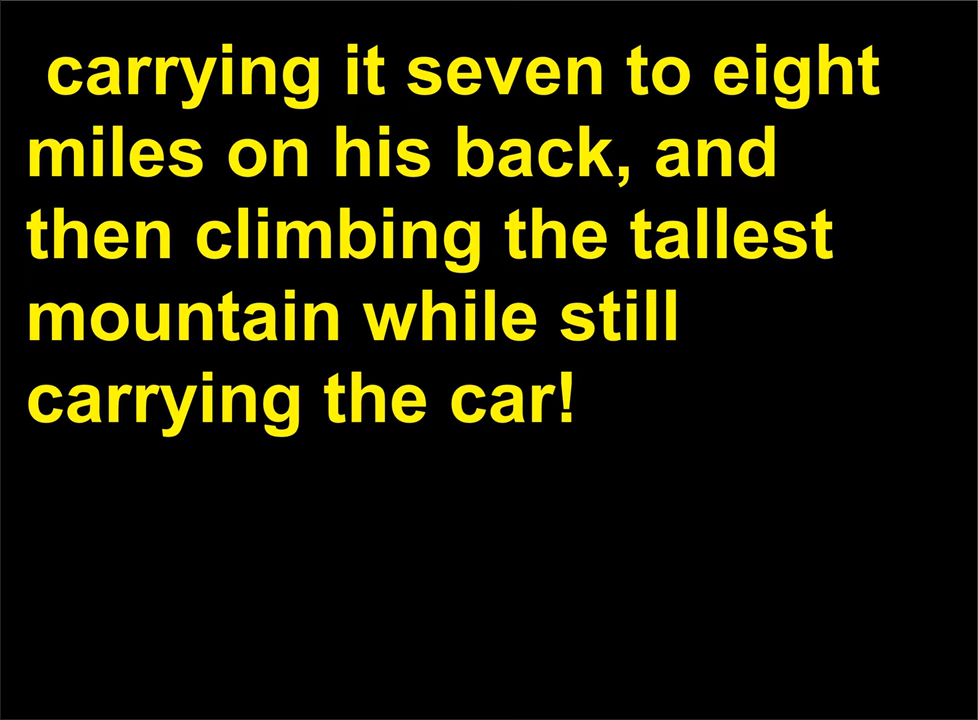 carrying it seven to eight
miles on his back, and
then climbing the tallest
mountain while still
carrying the car!